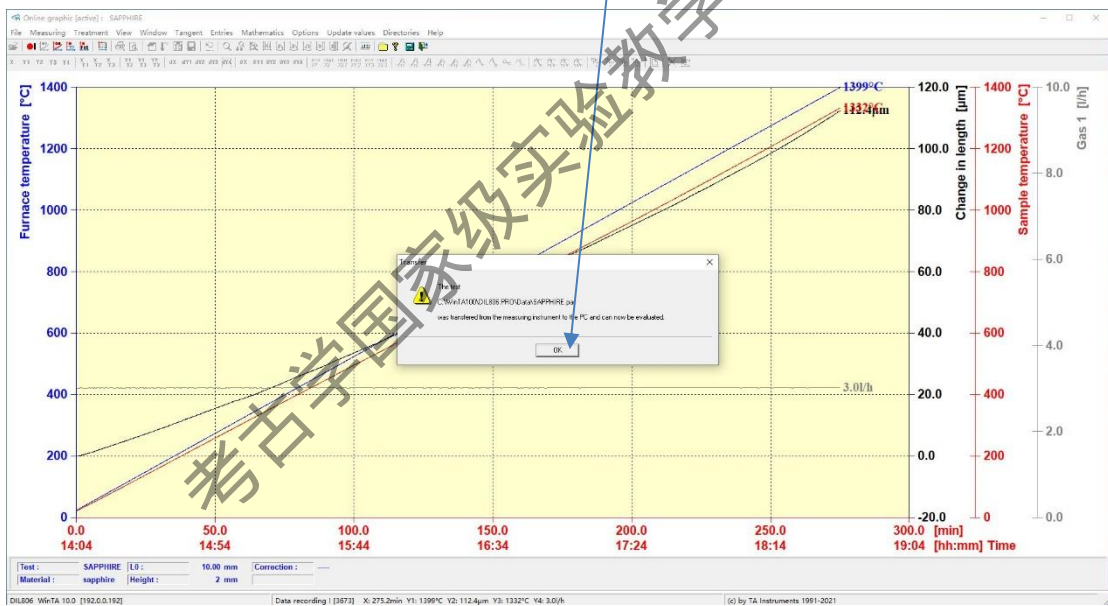 Online graphic [active] : SAPPHIRE
File Measuring Treatment View Window Tangent Entries Mathematics Options Update values Directories Help
Furnace temperature [°C]
1400
1200
1000
800
600
400
200
0
1399°C
1332°C
112.4µm
3.0l/h
120.0
100.0
80.0
60.0
40.0
20.0
0.0
-20.0
Change in length [µm]
1400
1200
1000
800
600
400
200
0
Sample temperature [°C]
10.0
8.0
6.0
4.0
2.0
0.0
Gas 1 [l/h]
Transfer
The test
C:\WinTA100\DIL806.PRO\Data\SAPPHIRE.par
was transfered from the measuring instrument to the PC and can now be evaluated.
OK
考古学国家级实验教学
0.0 50.0 100.0 150.0 200.0 250.0 300.0 [min]
14:04 14:54 15:44 16:34 17:24 18:14 19:04 [hh:mm] Time
Test : SAPPHIRE L0 : 10.00 mm Correction : ----
Material : sapphire Height : 2 mm
DIL806 WinTA 10.0 [192.0.0.192] Data recording ! [3673] X: 275.2min Y1: 1399°C Y2: 112.4µm Y3: 1332°C Y4: 3.0l/h (c) by TA Instruments 1991-2021